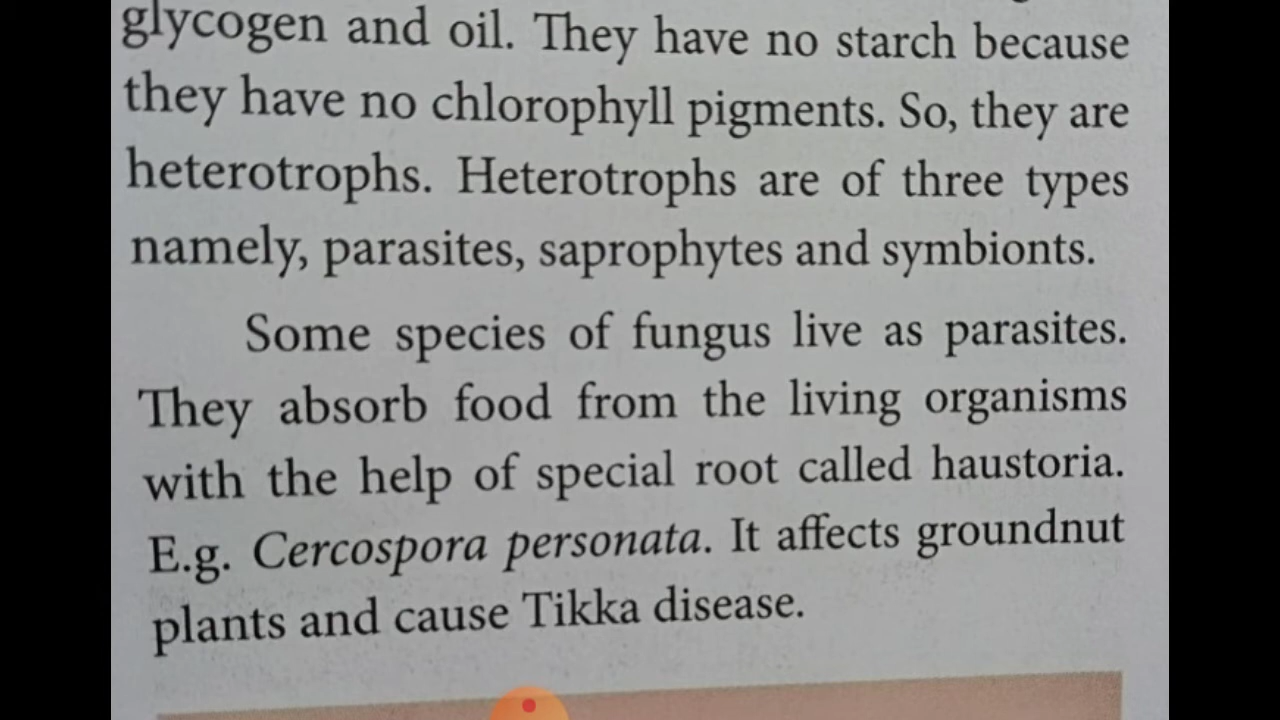 glycogen and oil. They have no starch because
they have no chlorophyll pigments. So, they are
heterotrophs. Heterotrophs are of three types
namely, parasites, saprophytes and symbionts.
Some species of fungus live as parasites.
They absorb food from the living organisms
with the help of special root called haustoria.
E.g. Cercospora personata. It affects groundnut
plants and cause Tikka disease.